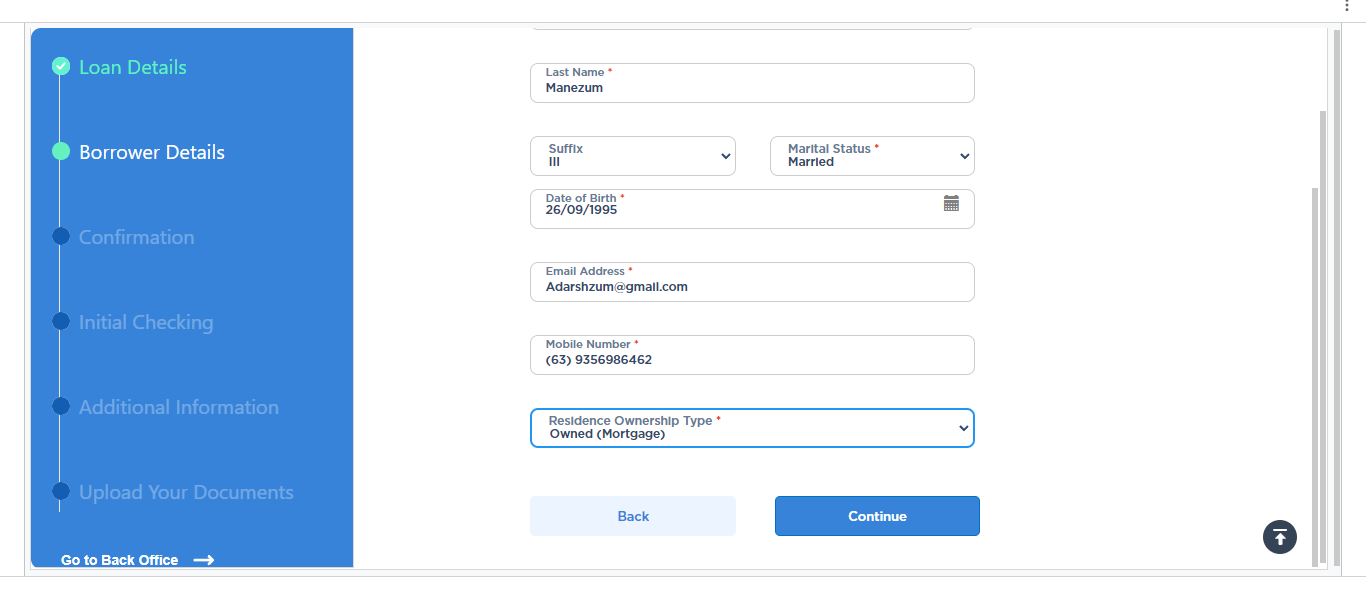 Loan Details
Borrower Details
Confirmation
Initial Checking
Additional Information
Upload Your Documents
Go to Back Office
Last Name *
Manezum
Suffix
III
Marital Status *
Married
Date of Birth *
26/09/1995
Email Address *
Adarshzum@gmail.com
Mobile Number *
(63) 9356986462
Residence Ownership Type *
Owned (Mortgage)
Back
Continue